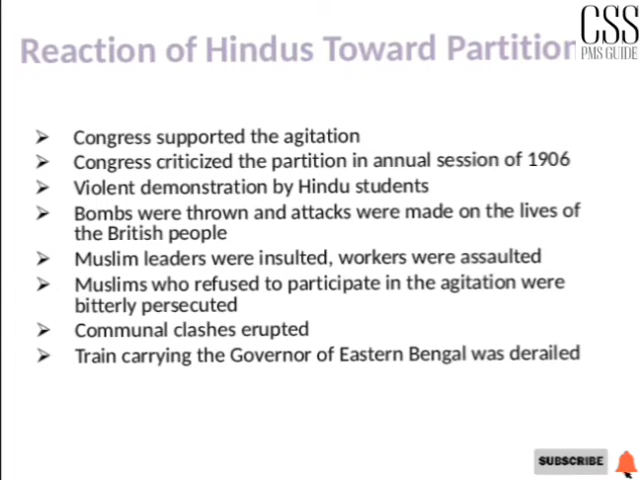 Reaction of Hindus Toward Partition
CSS
PMS GUIDE
➢ Congress supported the agitation
➢ Congress criticized the partition in annual session of 1906
➢ Violent demonstration by Hindu students
➢ Bombs were thrown and attacks were made on the lives of
the British people
➢ Muslim leaders were insulted, workers were assaulted
➢ Muslims who refused to participate in the agitation were
bitterly persecuted
➢ Communal clashes erupted
➢ Train carrying the Governor of Eastern Bengal was derailed
SUBSCRIBE